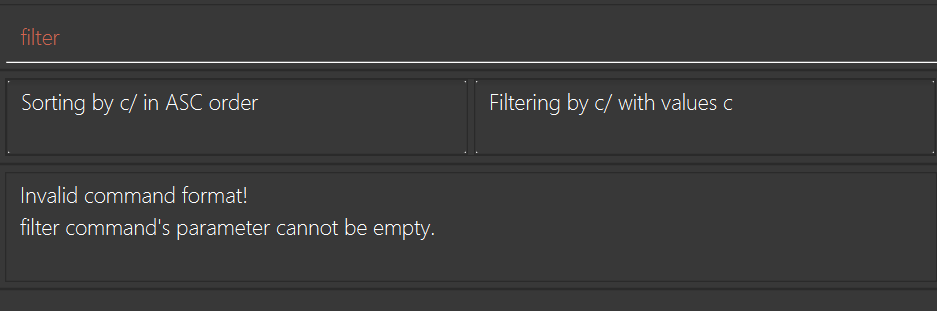 filter
Sorting by c/ in ASC order
Filtering by c/ with values c
Invalid command format!
filter command's parameter cannot be empty.